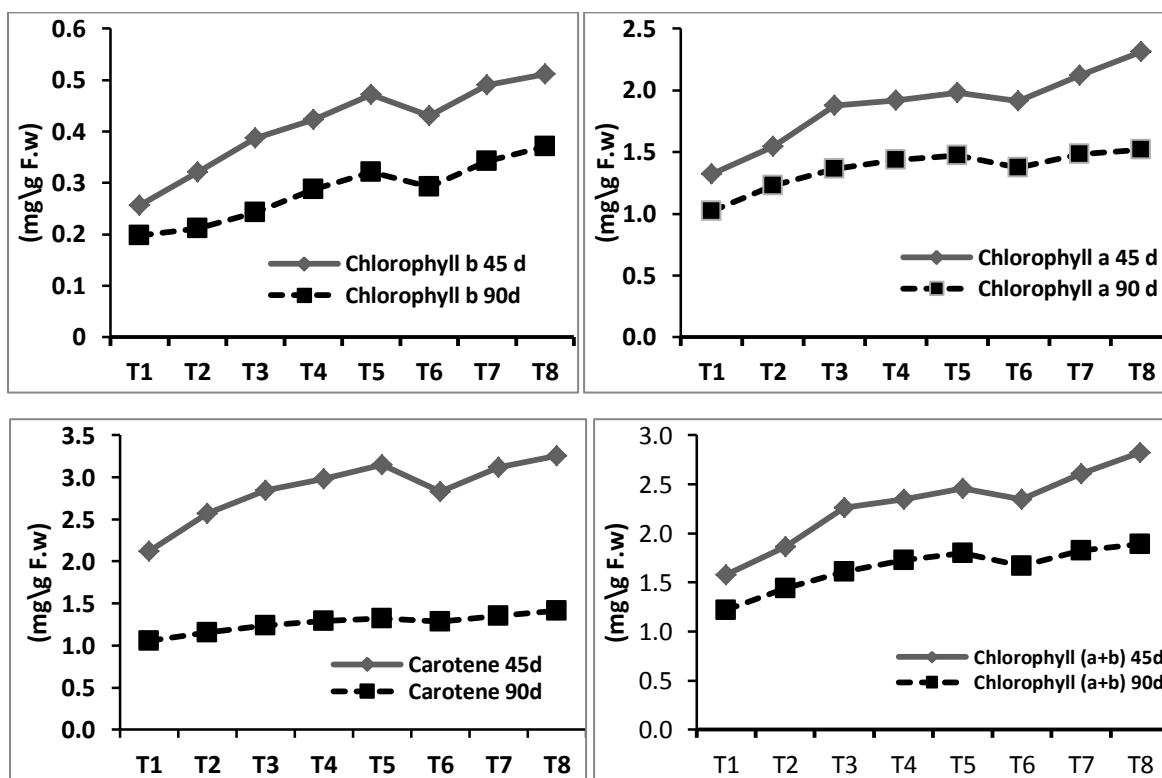 (mg\g F.w)
0.6
0.5
0.4
0.3
0.2
0.1
0
Chlorophyll b 45 d
Chlorophyll b 90d
T1 T2 T3 T4 T5 T6 T7 T8
(mg\g F.w)
2.5
2.0
1.5
1.0
0.5
0.0
Chlorophyll a 45 d
Chlorophyll a 90 d
T1 T2 T3 T4 T5 T6 T7 T8
(mg\g F.w)
3.5
3.0
2.5
2.0
1.5
1.0
0.5
0.0
Carotene 45d
Carotene 90d
T1 T2 T3 T4 T5 T6 T7 T8
(mg\g F.w)
3.0
2.5
2.0
1.5
1.0
0.5
0.0
Chlorophyll (a+b) 45d
Chlorophyll (a+b) 90d
T1 T2 T3 T4 T5 T6 T7 T8